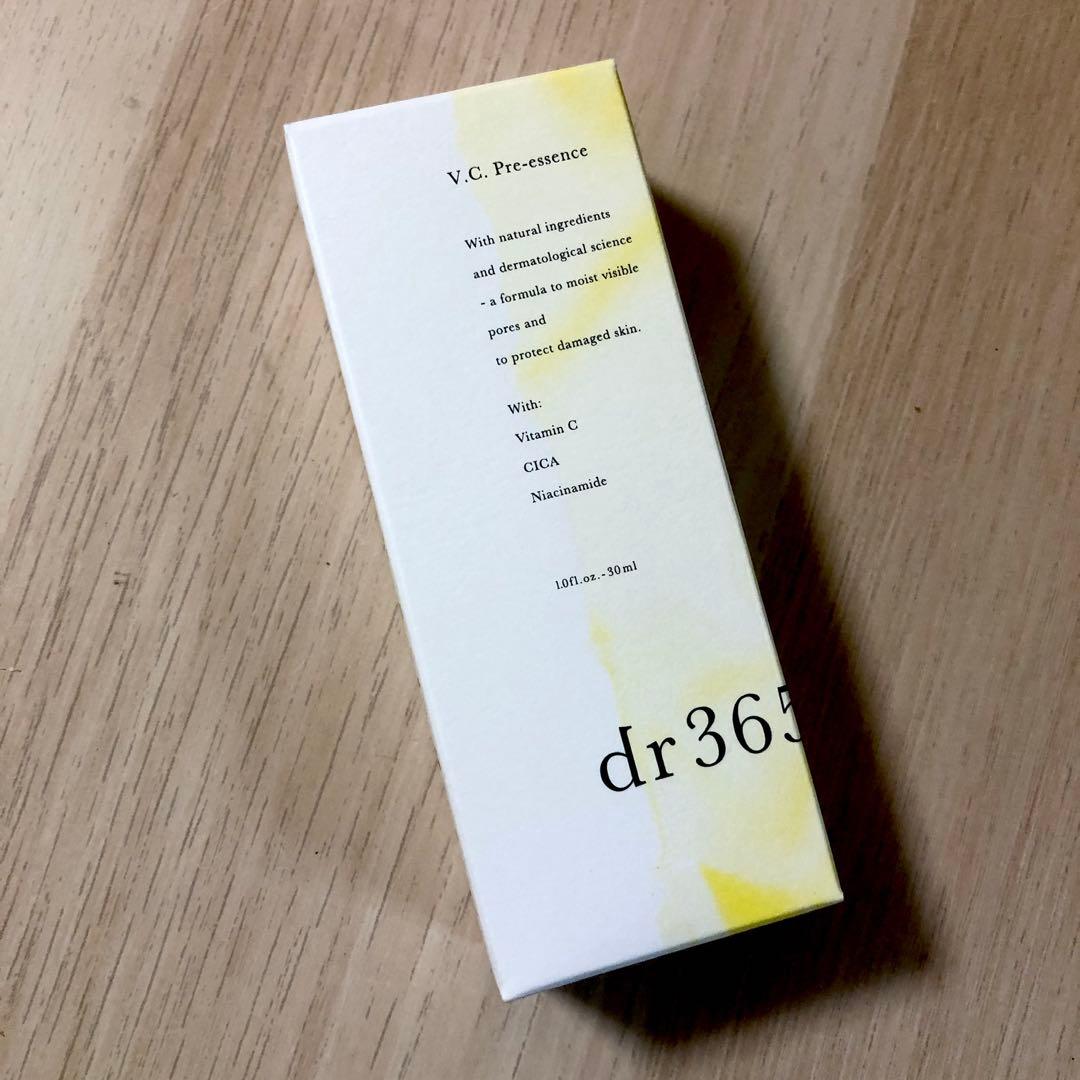 V.C. Pre-essence
With natural ingredients
and dermatological science
- a formula to moist visible
pores and
to protect damaged skin.
With:
Vitamin C
CICA
Niacinamide
1.0fl.oz.-30ml
dr365